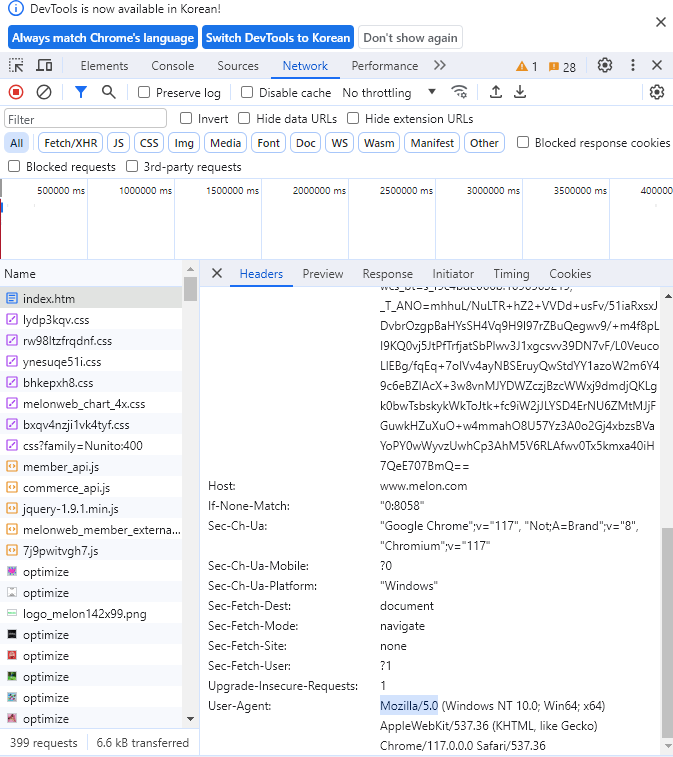 DevTools is now available in Korean!
Always match Chrome's language Switch DevTools to Korean Don't show again
Elements Console Sources Network Performance 1 28
Preserve log Disable cache No throttling
Filter Invert Hide data URLs Hide extension URLs
All Fetch/XHR JS CSS Img Media Font Doc WS Wasm Manifest Other Blocked response cookies
Blocked requests 3rd-party requests
500000 ms 1000000 ms 1500000 ms 2000000 ms 2500000 ms 3000000 ms 3500000 ms 400000
Name
index.htm
lydp3kqv.css
rw98ltzfrqdnf.css
ynesuqe51i.css
bhkepxh8.css
melonweb_chart_4x.css
bxqv4nzji1vk4tyf.css
css?family=Nunito:400
member_api.js
commerce_api.js
jquery-1.9.1.min.js
melonweb_member_externa...
7j9pwitvgh7.js
optimize
optimize
logo_melon142x99.png
optimize
optimize
optimize
optimize
optimize
399 requests 6.6 kB transferred
Headers Preview Response Initiator Timing Cookies
_T_ANO=mhhuL/NuLTR+hZ2+VVDd+usFv/51iaRxsxJ
DvbrOzgpBaHYsSH4Vq9H9I97rZBuQegwv9/+m4f8pL
I9KQ0vj5JtPfTrfjatSbPlwv3J1xgcsvv39DN7vF/L0Veuco
LIEBg/fqEq+7olVv4ayNBSEruyQwStdYY1azoW2m6Y4
9c6eBZIAcX+3w8vnMJYDWZczjBzcWWxj9dmdjQKLg
k0bwTsbskykWkToJtk+fc9iW2jJLYSD4ErNU6ZMtMJjF
GuwkHZuXuO+w4mmahO8U57Yz3A0o2Gj4xbzsBVa
YoPY0wWyvzUwhCp3AhM5V6RLAfwv0Tx5kmxa40iH
7QeE707BmQ==
Host: www.melon.com
If-None-Match: "0:8058"
Sec-Ch-Ua: "Google Chrome";v="117", "Not;A=Brand";v="8",
"Chromium";v="117"
Sec-Ch-Ua-Mobile: ?0
Sec-Ch-Ua-Platform: "Windows"
Sec-Fetch-Dest: document
Sec-Fetch-Mode: navigate
Sec-Fetch-Site: none
Sec-Fetch-User: ?1
Upgrade-Insecure-Requests: 1
User-Agent: Mozilla/5.0 (Windows NT 10.0; Win64; x64)
AppleWebKit/537.36 (KHTML, like Gecko)
Chrome/117.0.0.0 Safari/537.36